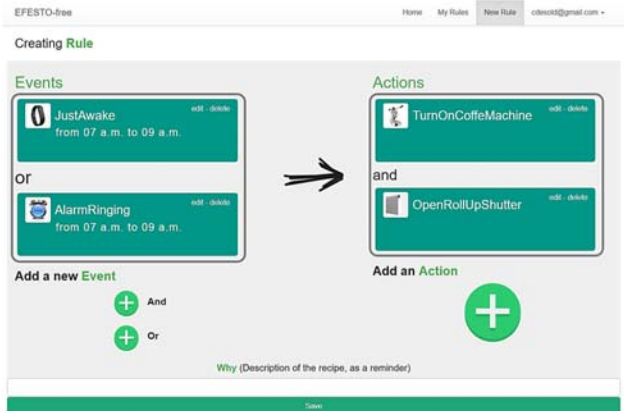 EFESTO-free
Home My Rules New Rule cdesold@gmail.com
Creating Rule
Events
JustAwake
edit - delete
from 07 a.m. to 09 a.m.
or
AlarmRinging
edit - delete
from 07 a.m. to 09 a.m.
Add a new Event
And
Or
Actions
TurnOnCoffeMachine
edit - delete
and
OpenRollUpShutter
edit - delete
Add an Action
Why (Description of the recipe, as a reminder)
Save